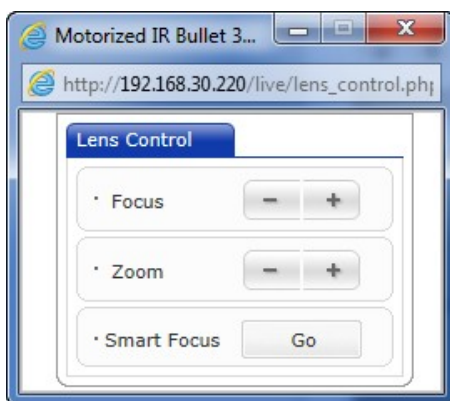 Motorized IR Bullet 3...
http://192.168.30.220/live/lens_control.php
Lens Control
· Focus - +
· Zoom - +
· Smart Focus Go